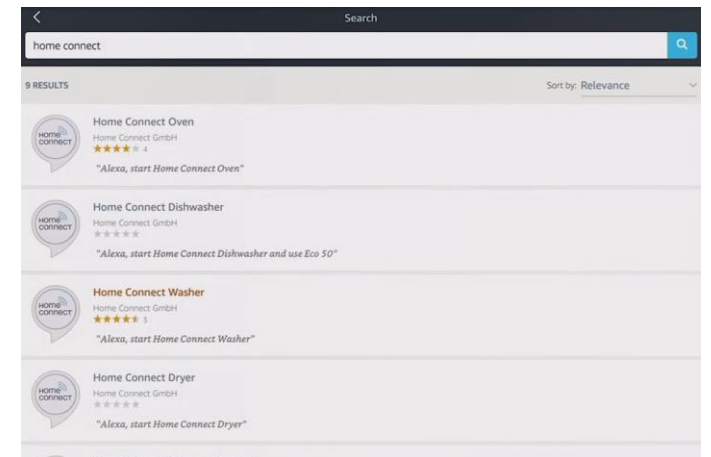 Search
home connect
9 RESULTS
Sort by: Relevance
Home Connect Oven
Home Connect GmbH
4
"Alexa, start Home Connect Oven"
Home Connect Dishwasher
Home Connect GmbH
"Alexa, start Home Connect Dishwasher and use Eco 50"
Home Connect Washer
Home Connect GmbH
"Alexa, start Home Connect Washer"
Home Connect Dryer
Home Connect GmbH
"Alexa, start Home Connect Dryer"
HOME
CONNECT
HOME
CONNECT
HOME
CONNECT
HOME
CONNECT